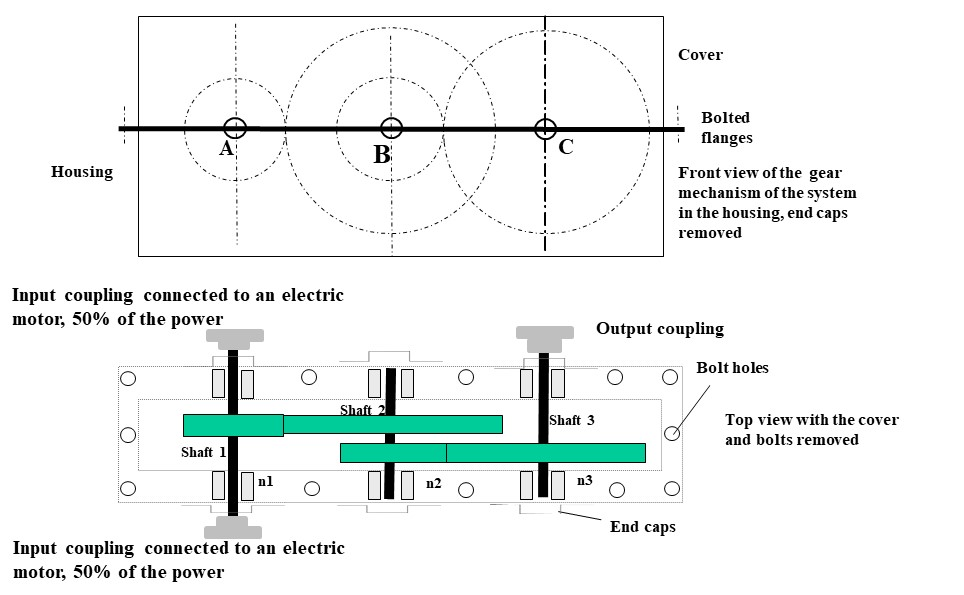 Cover
Bolted
flanges
A
B
C
Housing
Front view of the gear
mechanism of the system
in the housing, end caps
removed
Input coupling connected to an electric
motor, 50% of the power
Output coupling
Bolt holes
Shaft 2
Shaft 3
Top view with the cover
and bolts removed
Shaft 1
n1
n2
n3
End caps
Input coupling connected to an electric
motor, 50% of the power